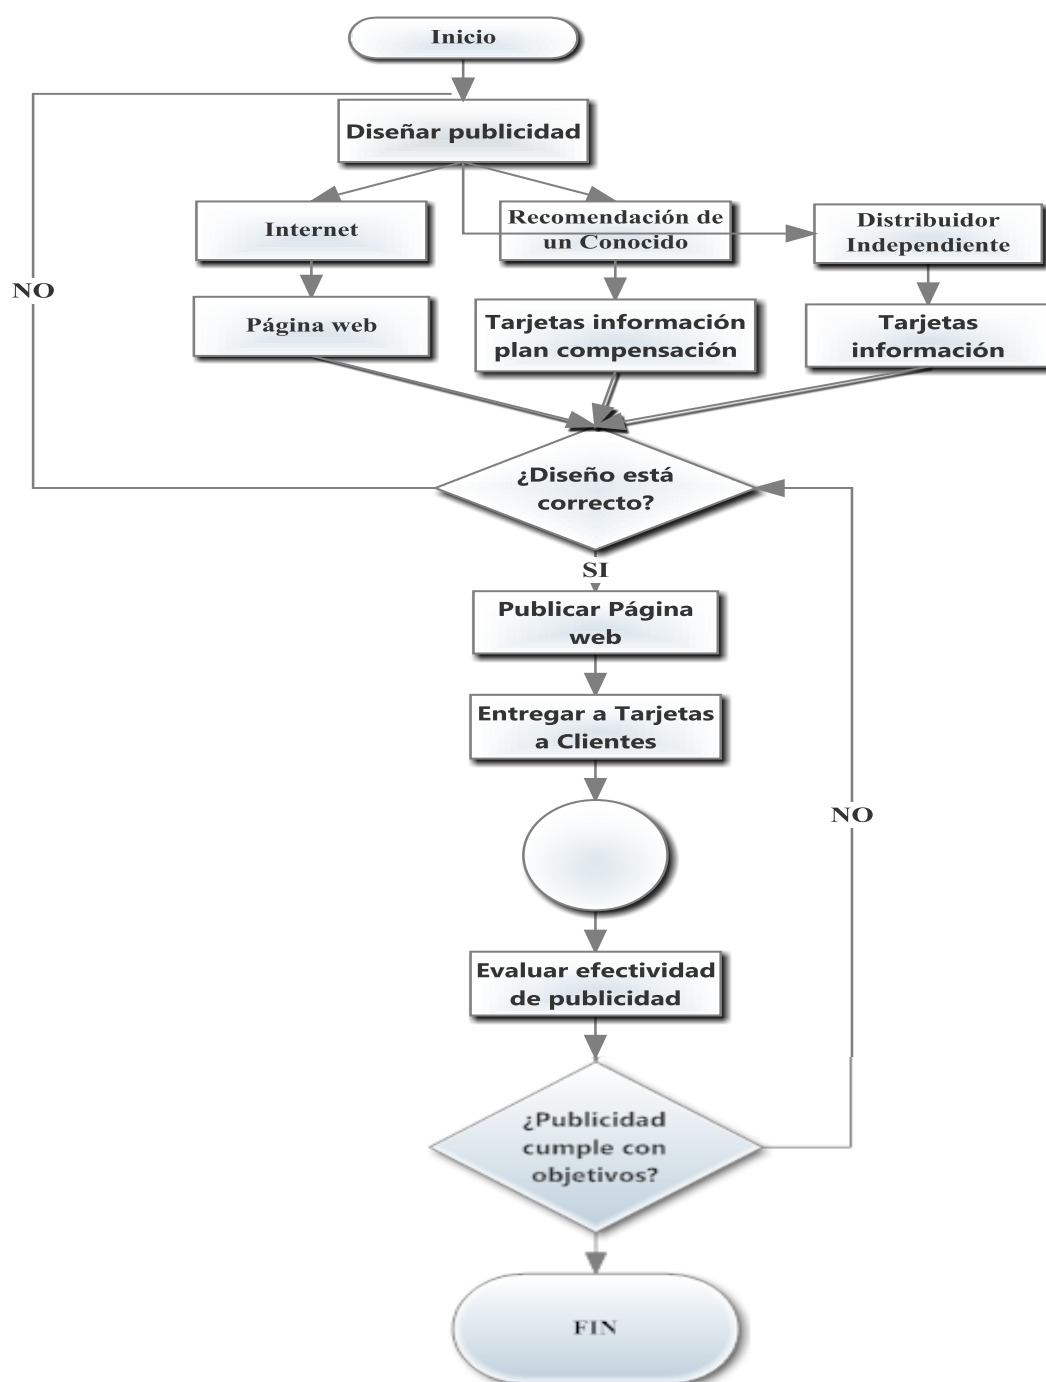 Inicio
Diseñar publicidad
Internet
Recomendación de
un Conocido
Distribuidor
Independiente
NO
Página web
Tarjetas información
plan compensación
Tarjetas
información
¿Diseño está
correcto?
SI
Publicar Página
web
Entregar a Tarjetas
a Clientes
NO
Evaluar efectividad
de publicidad
¿Publicidad
cumple con
objetivos?
FIN